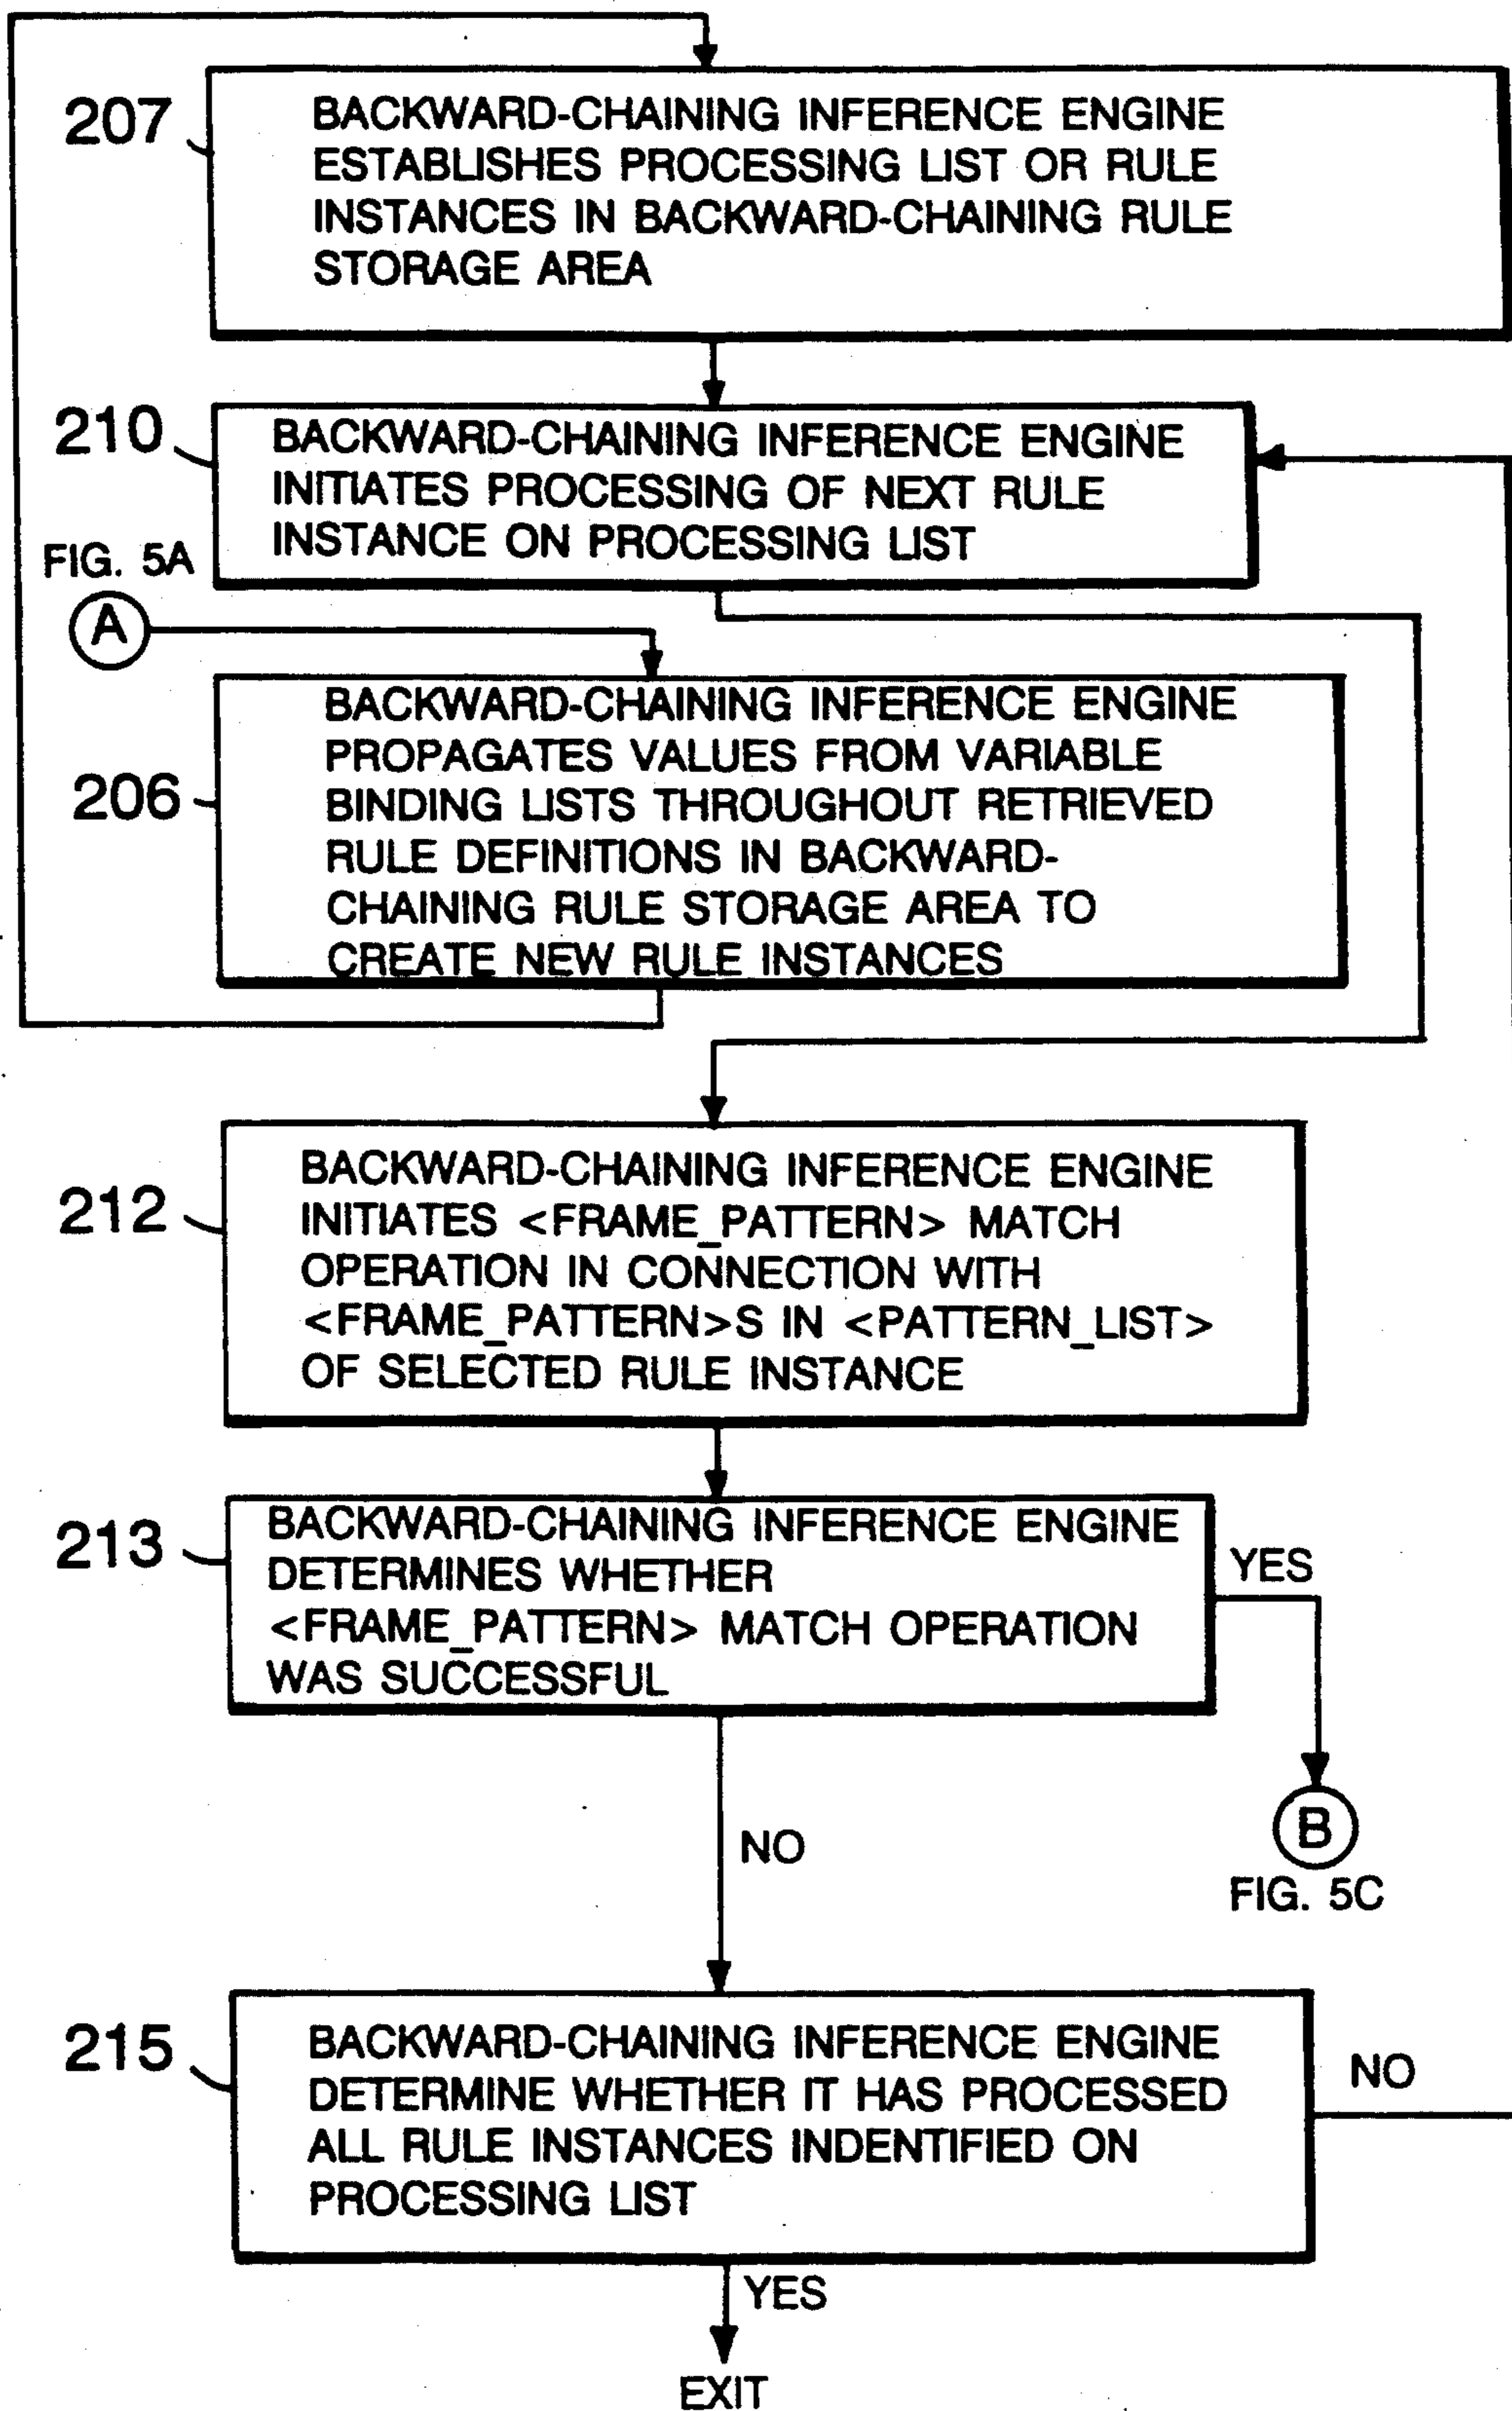 207
BACKWARD-CHAINING INFERENCE ENGINE
ESTABLISHES PROCESSING LIST OR RULE
INSTANCES IN BACKWARD-CHAINING RULE
STORAGE AREA
210
BACKWARD-CHAINING INFERENCE ENGINE
INITIATES PROCESSING OF NEXT RULE
INSTANCE ON PROCESSING LIST
FIG. 5A
A
206
BACKWARD-CHAINING INFERENCE ENGINE
PROPAGATES VALUES FROM VARIABLE
BINDING LISTS THROUGHOUT RETRIEVED
RULE DEFINITIONS IN BACKWARD-
CHAINING RULE STORAGE AREA TO
CREATE NEW RULE INSTANCES
212
BACKWARD-CHAINING INFERENCE ENGINE
INITIATES <FRAME_PATTERN> MATCH
OPERATION IN CONNECTION WITH
<FRAME_PATTERN>S IN <PATTERN_LIST>
OF SELECTED RULE INSTANCE
213
BACKWARD-CHAINING INFERENCE ENGINE
DETERMINES WHETHER
<FRAME_PATTERN> MATCH OPERATION
WAS SUCCESSFUL
YES
NO
B
FIG. 5C
215
BACKWARD-CHAINING INFERENCE ENGINE
DETERMINE WHETHER IT HAS PROCESSED
ALL RULE INSTANCES INDENTIFIED ON
PROCESSING LIST
NO
YES
EXIT